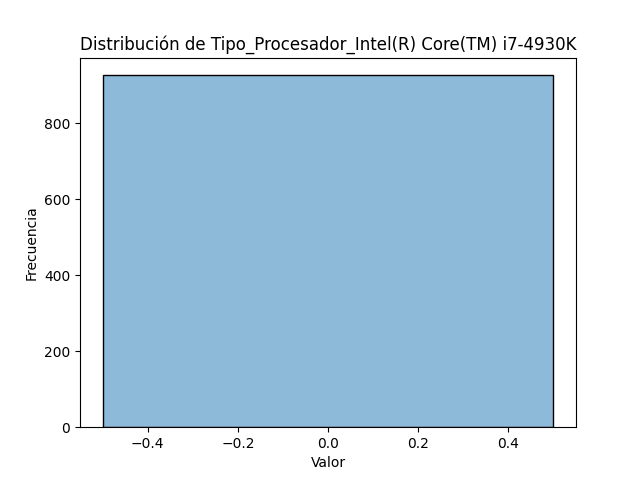 Distribución de Tipo_Procesador_Intel(R) Core(TM) i7-4930K
Frecuencia
800
600
400
200
0
−0.4 −0.2 0.0 0.2 0.4
Valor